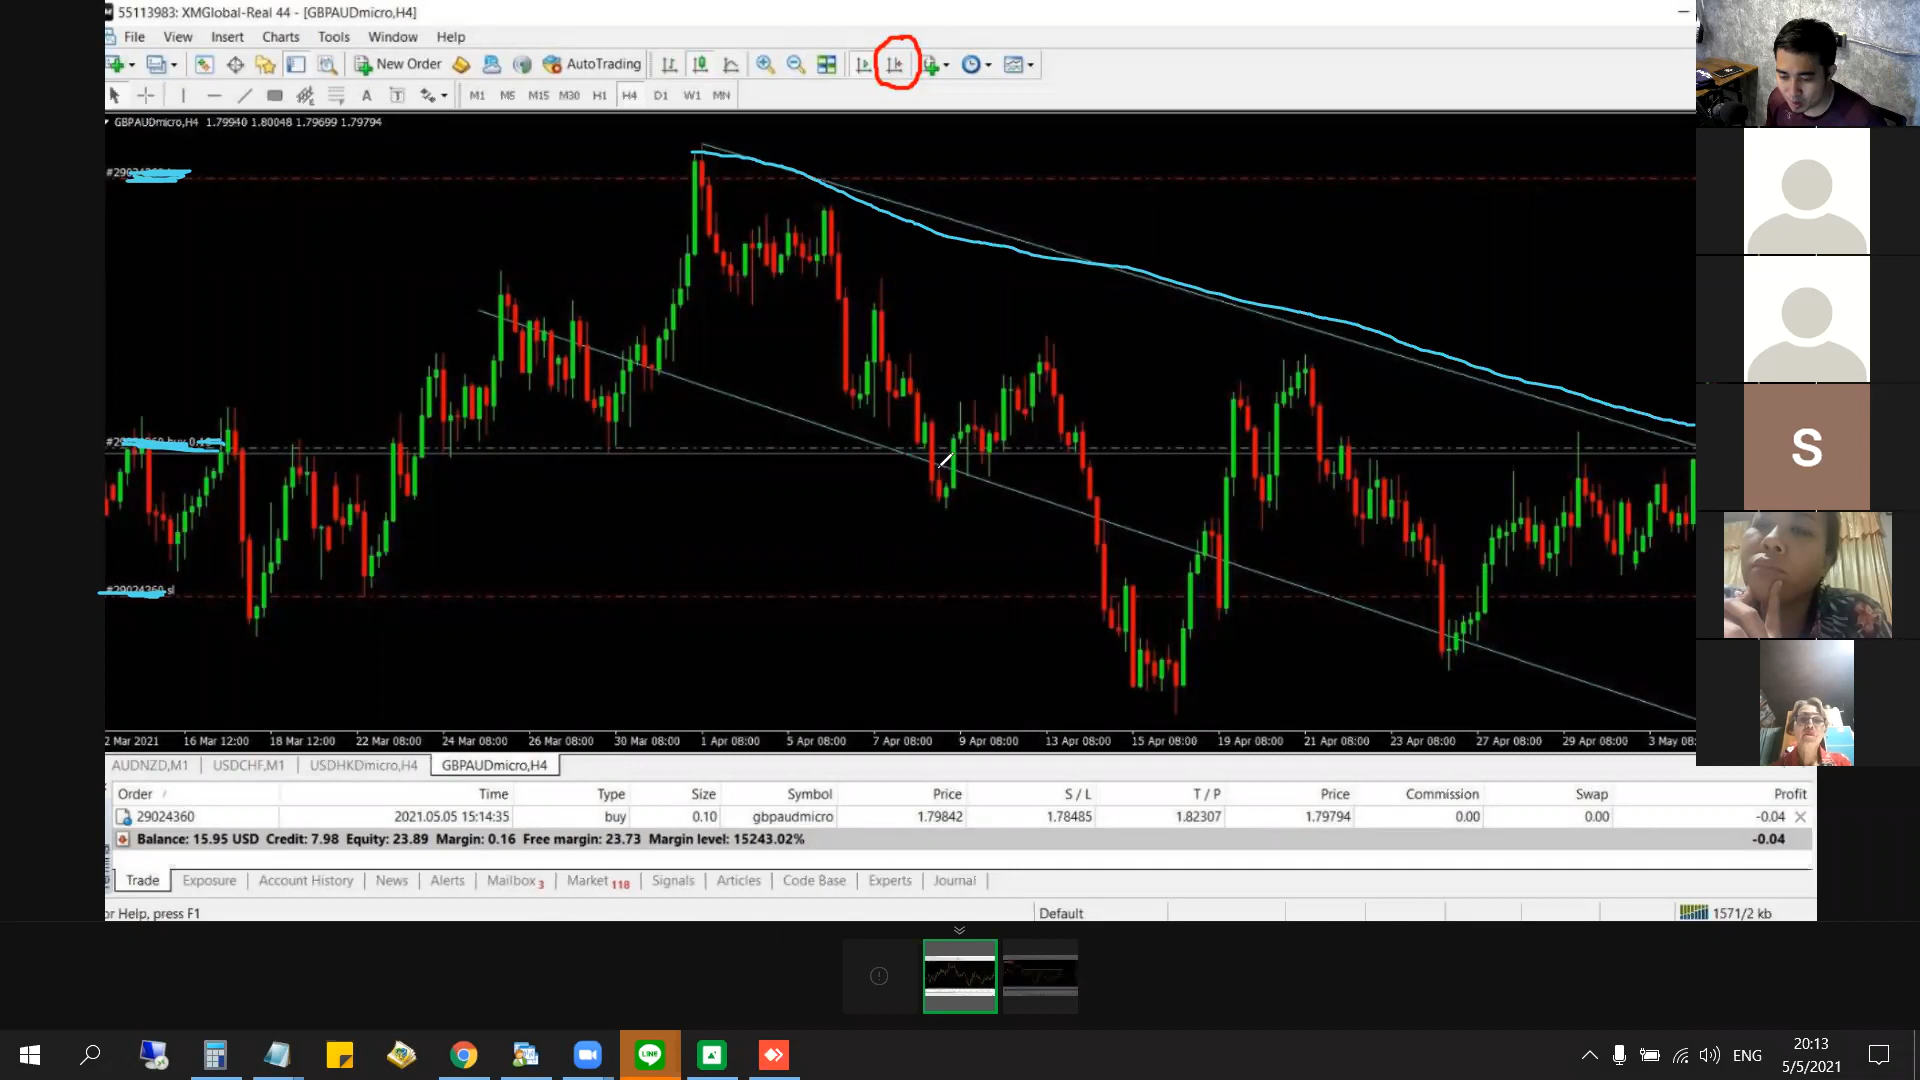 55113983: XMGlobal-Real 44 - [GBPAUDmicro,H4]
File View Insert Charts Tools Window Help
New Order AutoTrading
A T M1 M5 M15 M30 H1 H4 D1 W1 MN
GBPAUDmicro,H4 1.79940 1.80048 1.79699 1.79794
#29024360
#29024360 buy 0.10
#29024360 sl
S
2 Mar 2021 16 Mar 12:00 18 Mar 12:00 22 Mar 08:00 24 Mar 08:00 26 Mar 08:00 30 Mar 08:00 1 Apr 08:00 5 Apr 08:00 7 Apr 08:00 9 Apr 08:00 13 Apr 08:00 15 Apr 08:00 19 Apr 08:00 21 Apr 08:00 23 Apr 08:00 27 Apr 08:00 29 Apr 08:00 3 May 08:
AUDNZD,M1 USDCHF,M1 USDHKDmicro,H4 GBPAUDmicro,H4
Order / Time Type Size Symbol Price S / L T / P Price Commission Swap Profit
29024360 2021.05.05 15:14:35 buy 0.10 gbpaudmicro 1.79842 1.78485 1.82307 1.79794 0.00 0.00 -0.04
Balance: 15.95 USD Credit: 7.98 Equity: 23.89 Margin: 0.16 Free margin: 23.73 Margin level: 15243.02% -0.04
Trade Exposure Account History News Alerts Mailbox 3 Market 118 Signals Articles Code Base Experts Journal
or Help, press F1 Default 1571/2 kb
LINE
ENG
20:13
5/5/2021